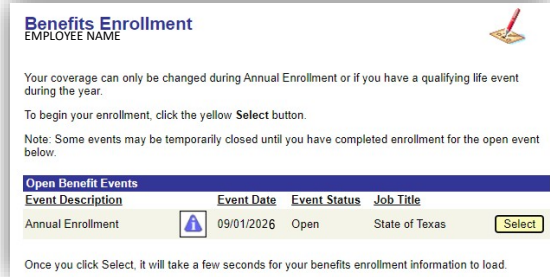 Benefits Enrollment
EMPLOYEE NAME
Your coverage can only be changed during Annual Enrollment or if you have a qualifying life event
during the year.
To begin your enrollment, click the yellow Select button.
Note: Some events may be temporarily closed until you have completed enrollment for the open event
below.
Open Benefit Events
Event Description Event Date Event Status Job Title
Annual Enrollment 09/01/2026 Open State of Texas Select
Once you click Select, it will take a few seconds for your benefits enrollment information to load.